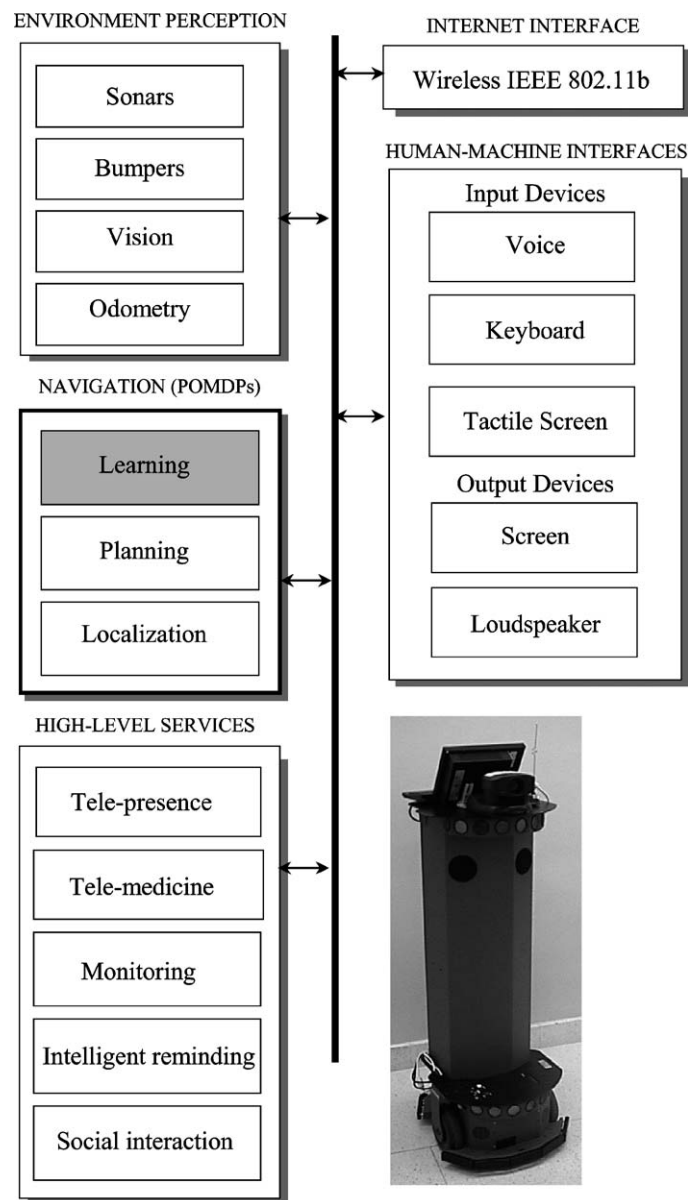 ENVIRONMENT PERCEPTION
Sonars
Bumpers
Vision
Odometry
NAVIGATION (POMDPs)
Learning
Planning
Localization
HIGH-LEVEL SERVICES
Tele-presence
Tele-medicine
Monitoring
Intelligent reminding
Social interaction
INTERNET INTERFACE
Wireless IEEE 802.11b
HUMAN-MACHINE INTERFACES
Input Devices
Voice
Keyboard
Tactile Screen
Output Devices
Screen
Loudspeaker